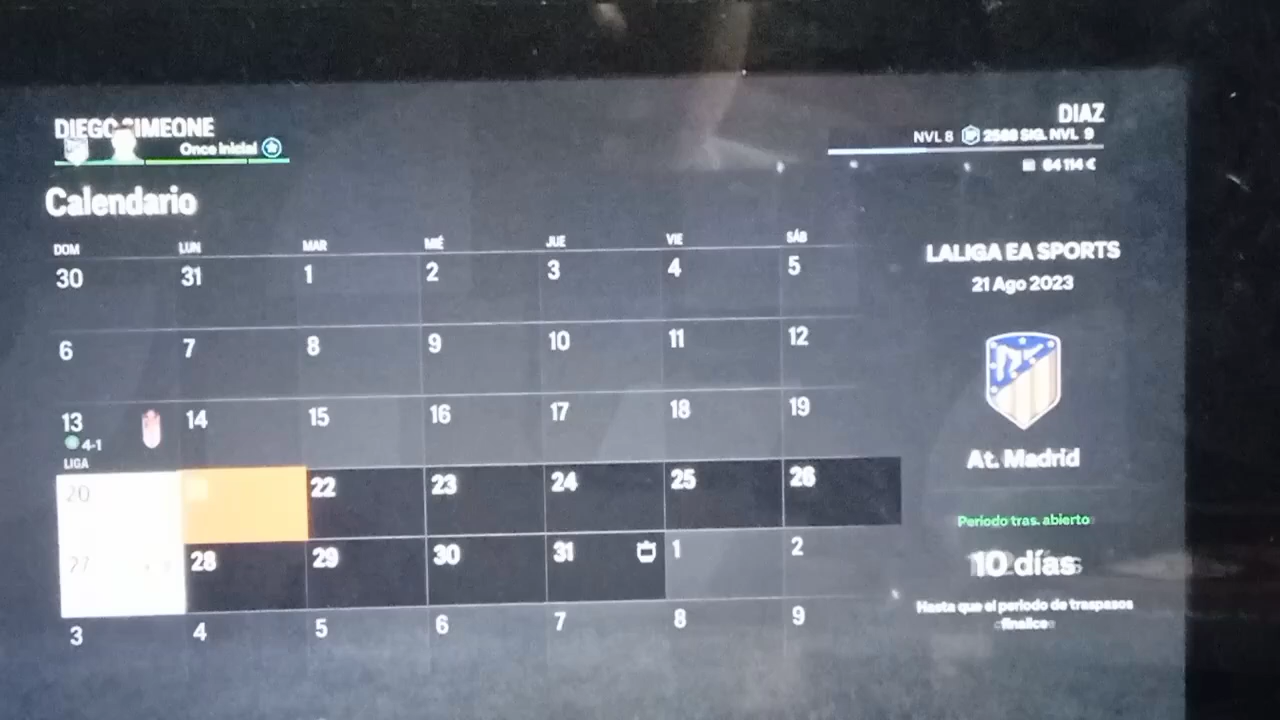 DIEGO SIMEONE
Once inicial
DIAZ
NVL 8 2588 SIG. NVL 9
64 114 €
Calendario
DOM LUN MAR MIÉ JUE VIE SÁB
30 31 1 2 3 4 5
6 7 8 9 10 11 12
13 14 15 16 17 18 19
4-1
LIGA
20 22 23 24 25 26
27 28 29 30 31 1 2
3 4 5 6 7 8 9
LALIGA EA SPORTS
21 Ago 2023
At. Madrid
Periodo tras. abierto
10 días
Hasta que el periodo de traspasos
finalice